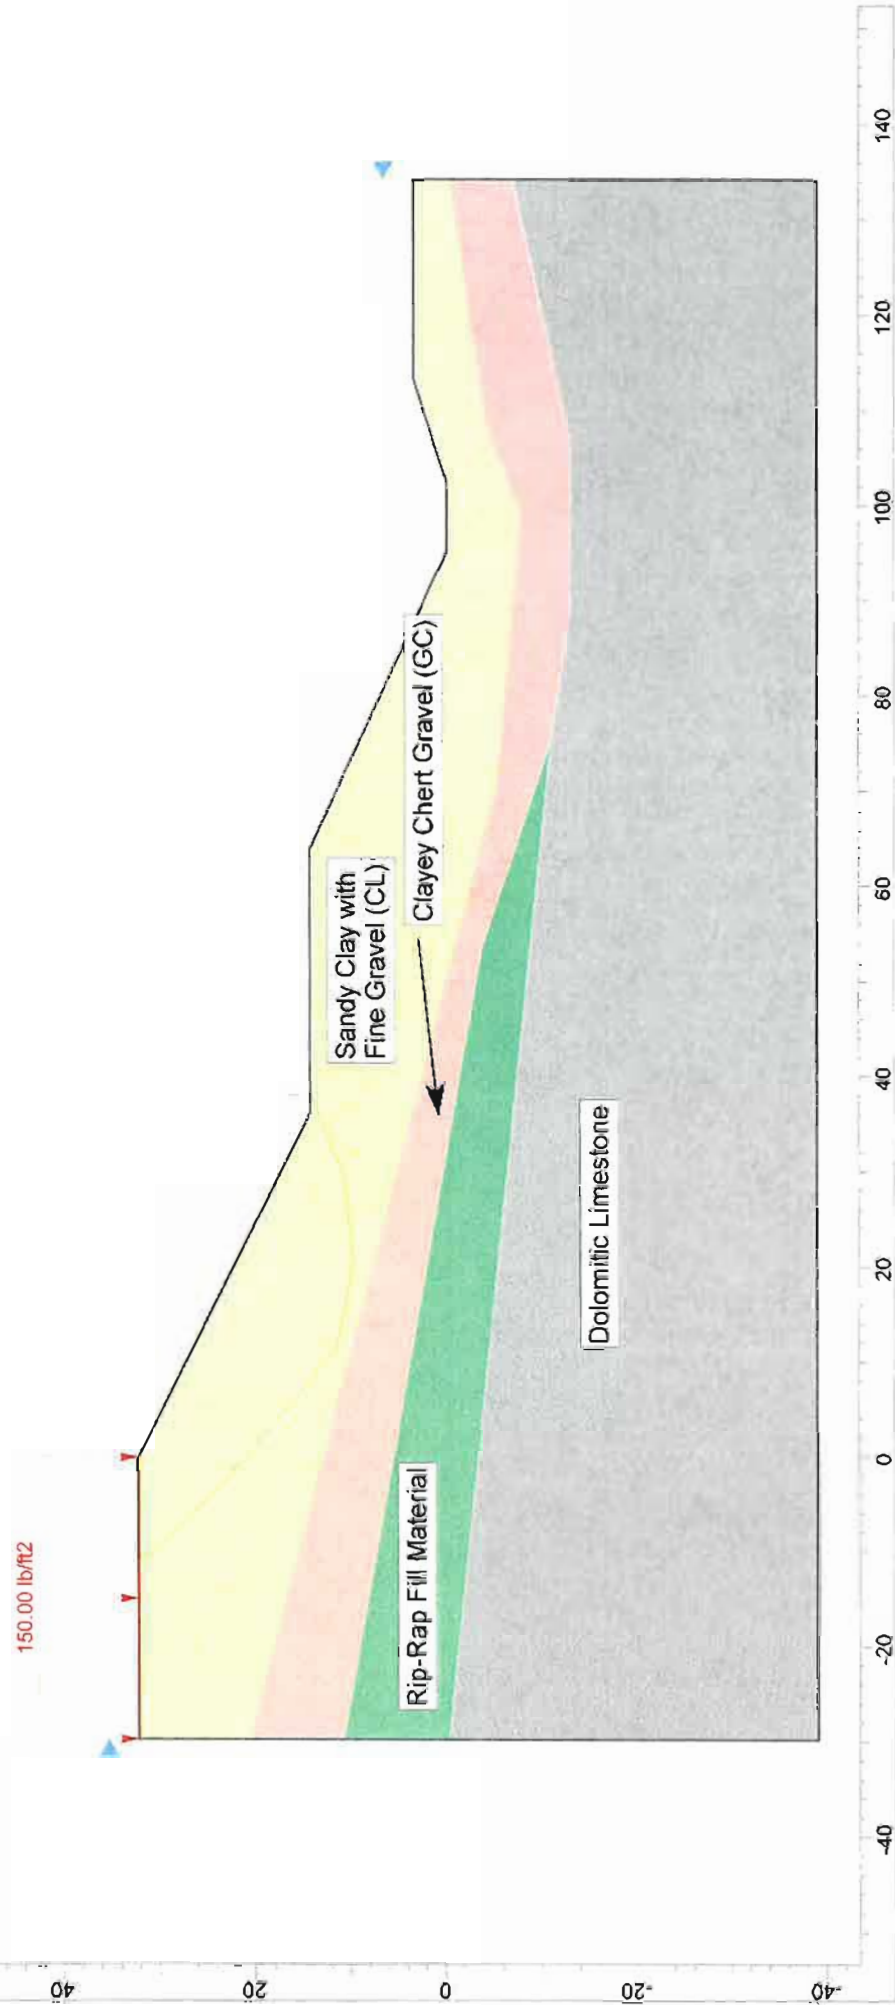 150.00 lb/ft2
Sandy Clay with
Fine Gravel (CL)
Clayey Chert Gravel (GC)
Rip-Rap Fill Material
Dolomitic Limestone
40
20
0
-20
-40
-40
-20
0
20
40
60
80
100
120
140